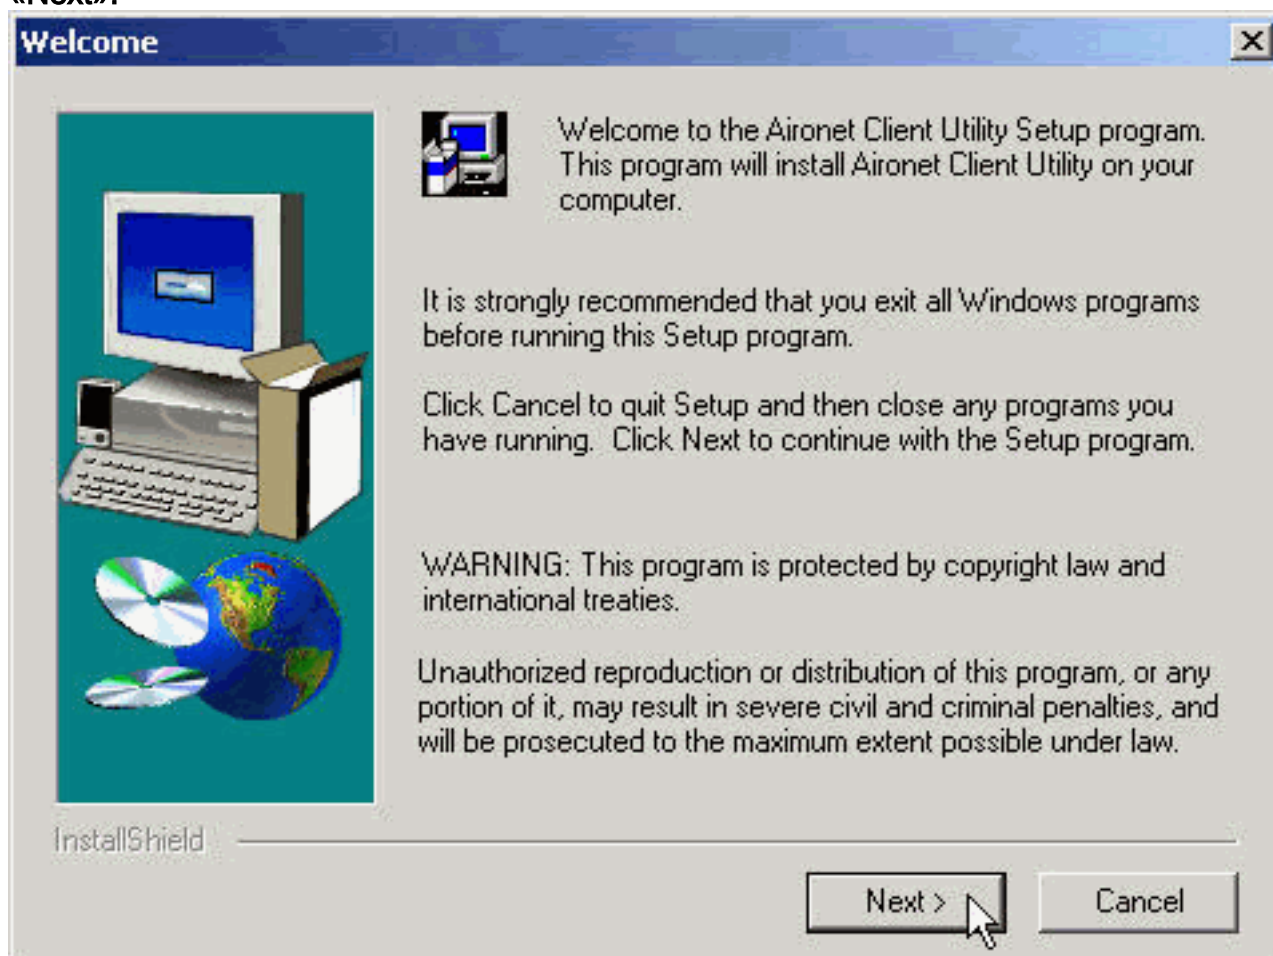 «Next».
Welcome
Welcome to the Aironet Client Utility Setup program.
This program will install Aironet Client Utility on your
computer.
It is strongly recommended that you exit all Windows programs
before running this Setup program.
Click Cancel to quit Setup and then close any programs you
have running.  Click Next to continue with the Setup program.
WARNING: This program is protected by copyright law and
international treaties.
Unauthorized reproduction or distribution of this program, or any
portion of it, may result in severe civil and criminal penalties, and
will be prosecuted to the maximum extent possible under law.
InstallShield
Next >
Cancel